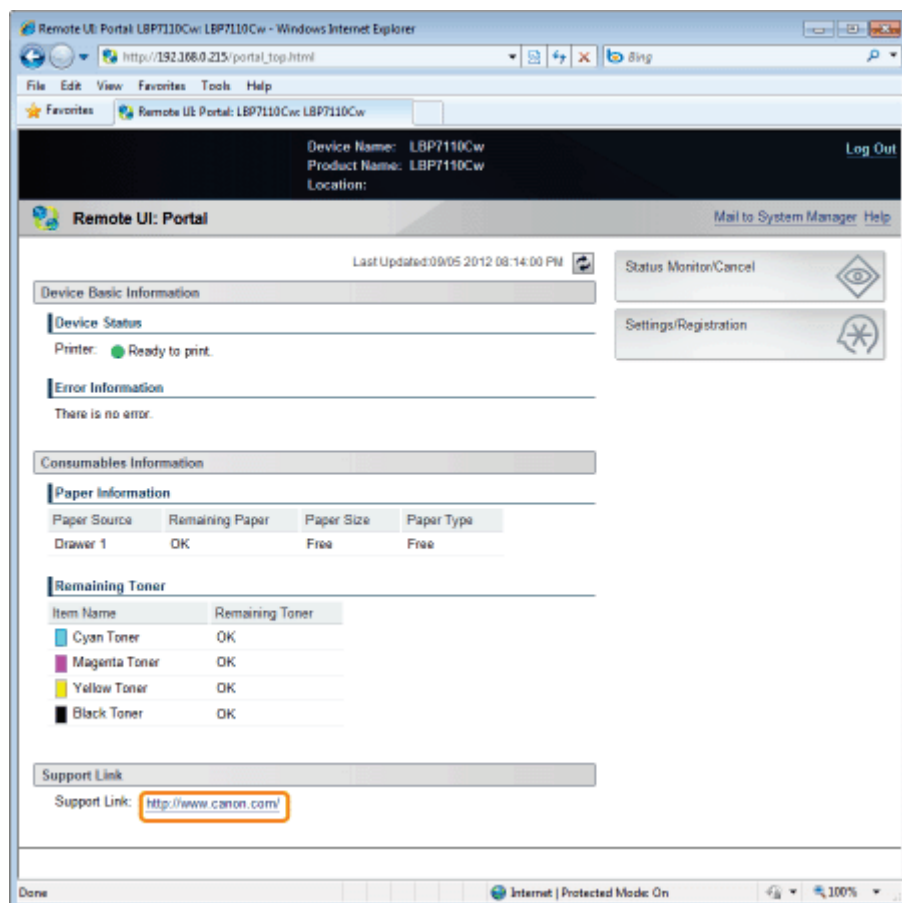 Remote UI: Portal: LBP7110Cw: LBP7110Cw - Windows Internet Explorer
http://192.168.0.215/portal_top.html
Bing
File Edit View Favorites Tools Help
Favorites
Remote UI: Portal: LBP7110Cw: LBP7110Cw
Device Name: LBP7110Cw
Product Name: LBP7110Cw
Location:
Log Out
Remote UI: Portal
Mail to System Manager Help
Last Updated:09/05 2012 08:14:00 PM
Status Monitor/Cancel
Device Basic Information
Device Status
Settings/Registration
Printer: Ready to print.
Error Information
There is no error.
Consumables Information
Paper Information
Paper Source Remaining Paper Paper Size Paper Type
Drawer 1 OK Free Free
Remaining Toner
Item Name Remaining Toner
Cyan Toner OK
Magenta Toner OK
Yellow Toner OK
Black Toner OK
Support Link
Support Link: http://www.canon.com/
Done
Internet | Protected Mode: On
100%